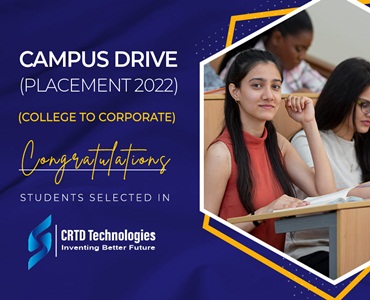 CAMPUS DRIVE
(PLACEMENT 2022)
(COLLEGE TO CORPORATE)
Congratulations
STUDENTS SELECTED IN
CRTD Technologies
Inventing Better Future